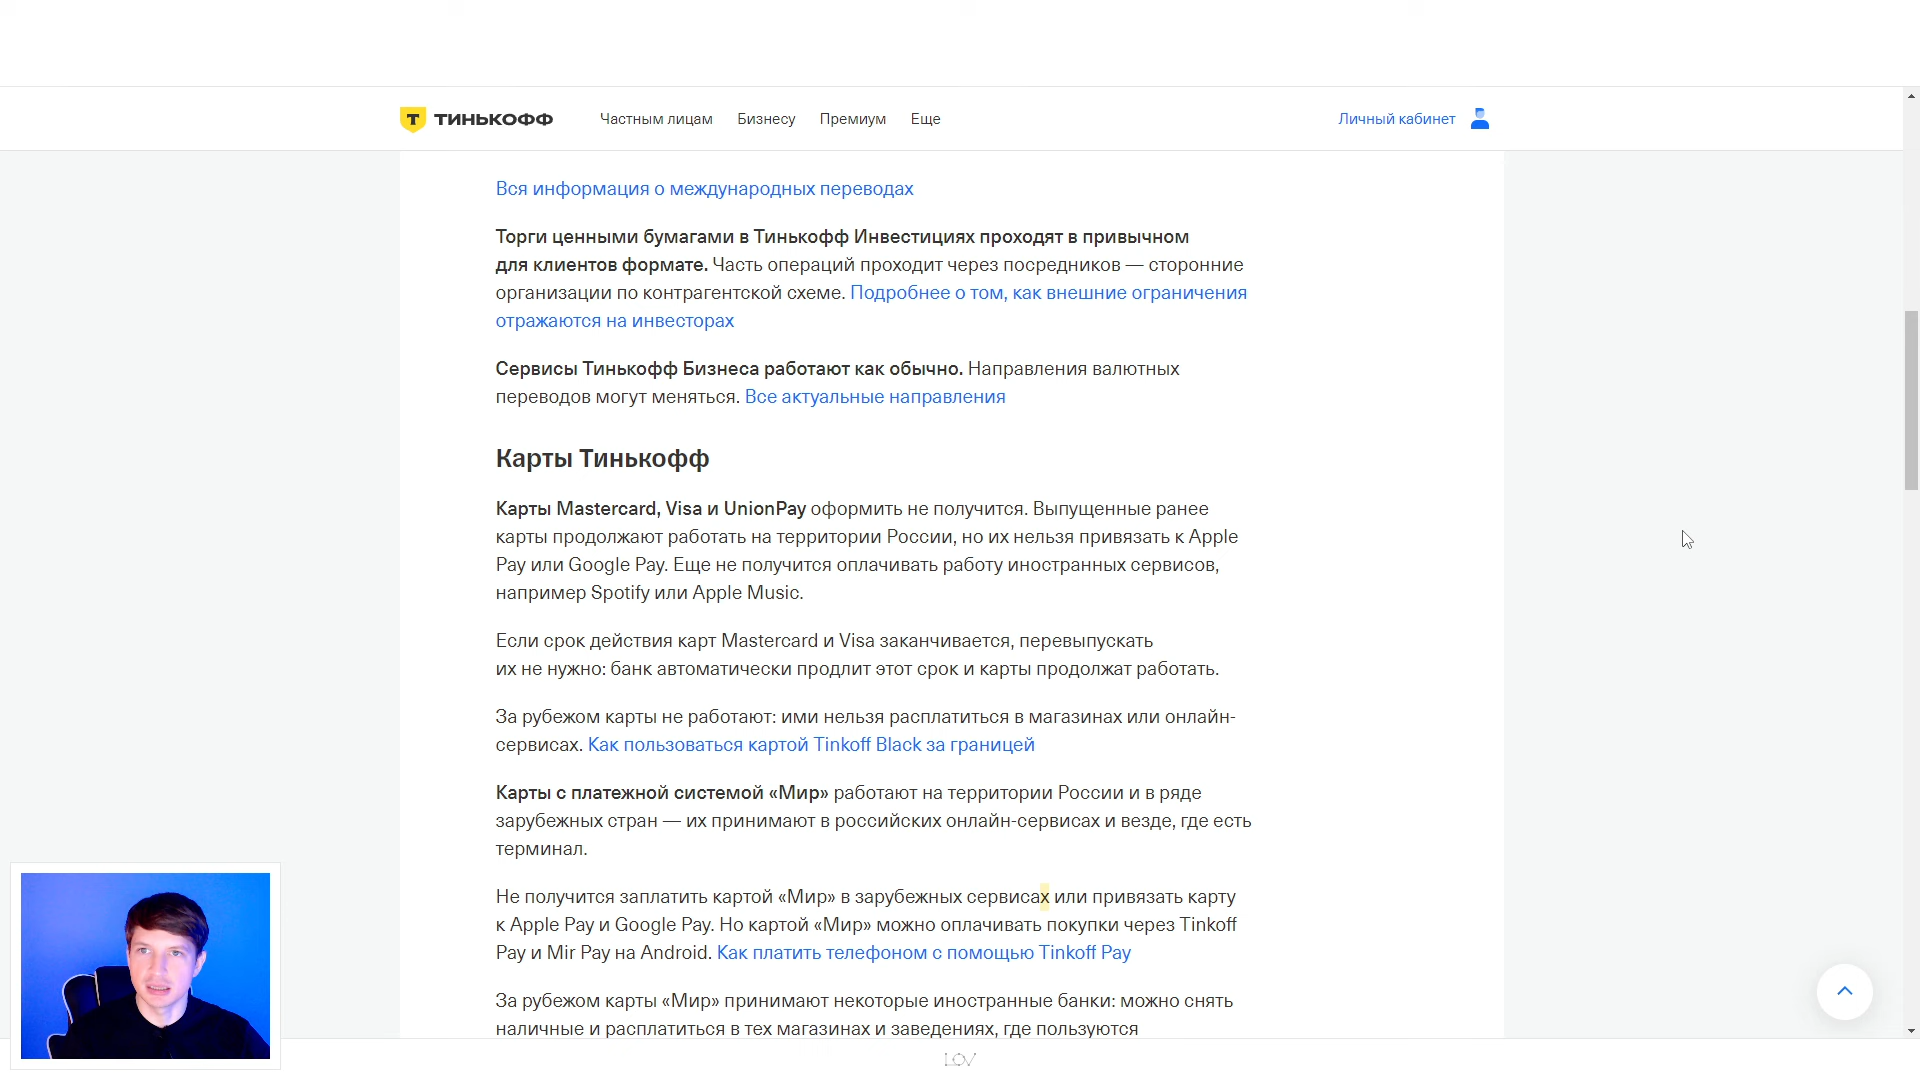 ТИНЬКОФФ
Частным лицам Бизнесу Премиум Еще
Личный кабинет
Вся информация о международных переводах
Торги ценными бумагами в Тинькофф Инвестициях проходят в привычном
для клиентов формате. Часть операций проходит через посредников — сторонние
организации по контрагентской схеме. Подробнее о том, как внешние ограничения
отражаются на инвесторах
Сервисы Тинькофф Бизнеса работают как обычно. Направления валютных
переводов могут меняться. Все актуальные направления
Карты Тинькофф
Карты Mastercard, Visa и UnionPay оформить не получится. Выпущенные ранее
карты продолжают работать на территории России, но их нельзя привязать к Apple
Pay или Google Pay. Еще не получится оплачивать работу иностранных сервисов,
например Spotify или Apple Music.
Если срок действия карт Mastercard и Visa заканчивается, перевыпускать
их не нужно: банк автоматически продлит этот срок и карты продолжат работать.
За рубежом карты не работают: ими нельзя расплатиться в магазинах или онлайн-
сервисах. Как пользоваться картой Tinkoff Black за границей
Карты с платежной системой «Мир» работают на территории России и в ряде
зарубежных стран — их принимают в российских онлайн-сервисах и везде, где есть
терминал.
Не получится заплатить картой «Мир» в зарубежных сервисах или привязать карту
к Apple Pay и Google Pay. Но картой «Мир» можно оплачивать покупки через Tinkoff
Pay и Mir Pay на Android. Как платить телефоном с помощью Tinkoff Pay
За рубежом карты «Мир» принимают некоторые иностранные банки: можно снять
наличные и расплатиться в тех магазинах и заведениях, где пользуются
LOV